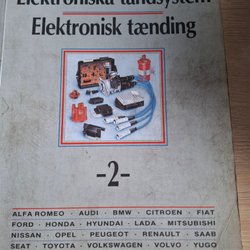 Elektroniska tändsystem
Elektronisk tænding
-2-
ALFA ROMEO · AUDI · BMW · CITROEN · FIAT
FORD · HONDA · HYUNDAI · LADA · MITSUBISHI
NISSAN · OPEL · PEUGEOT · RENAULT · SAAB
SEAT · TOYOTA · VOLKSWAGEN · VOLVO · YUGO